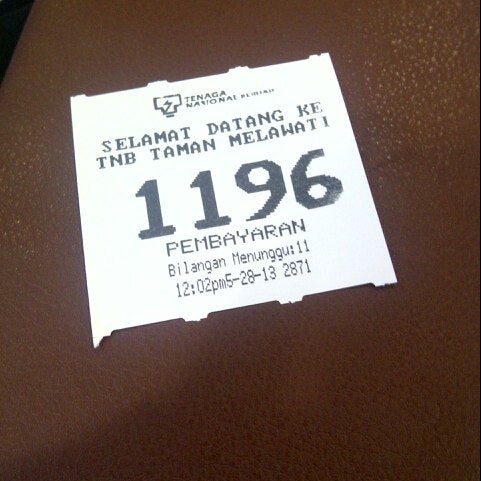 TENAGA
NASIONAL BERHAD
SELAMAT DATANG KE
TNB TAMAN MELAWATI
1196
PEMBAYARAN
Bilangan Menunggu:11
12:02pm5-28-13 2871